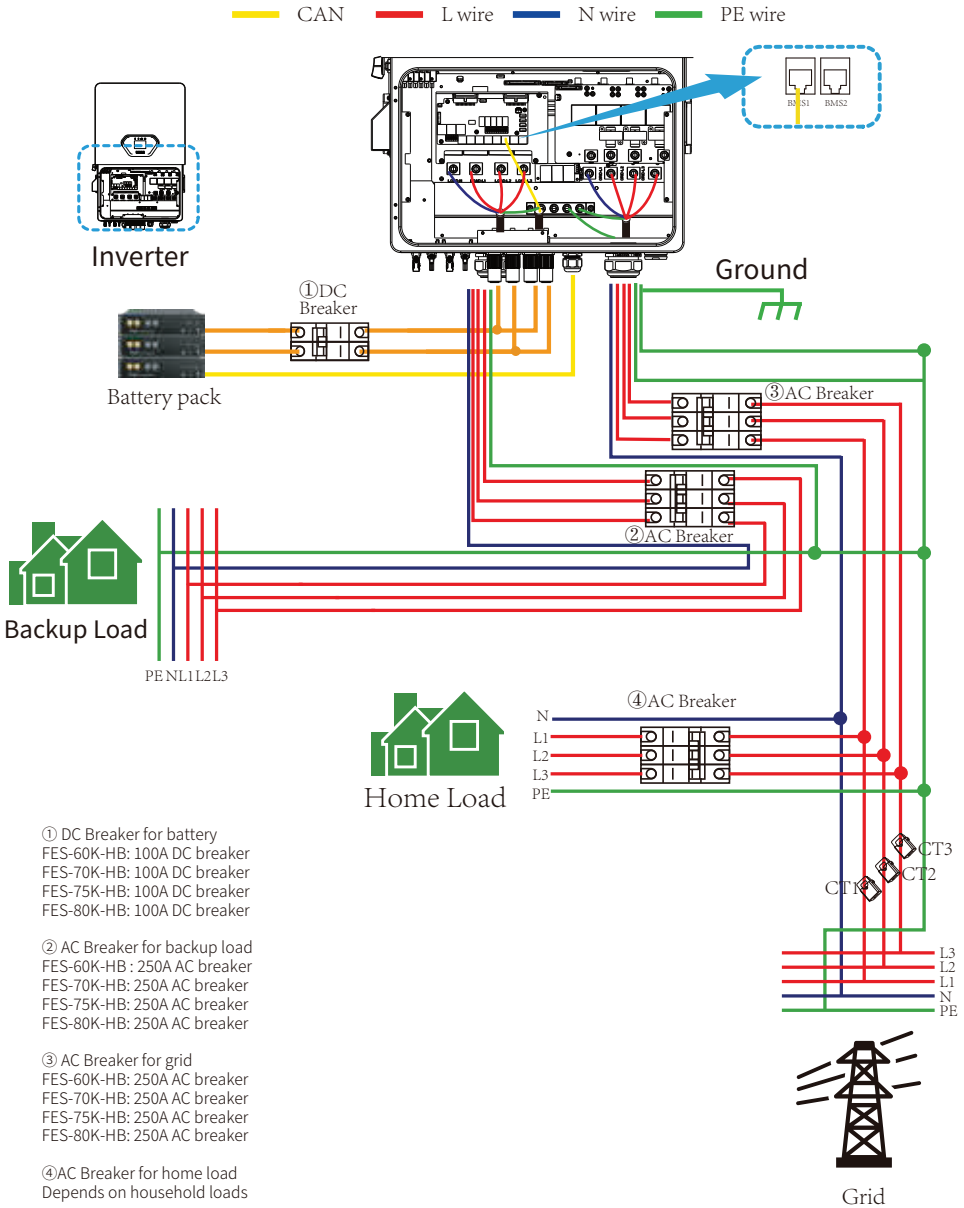 CAN L wire N wire PE wire
BMS1 BMS2
Inverter
Ground
①DC
Breaker
Battery pack
③AC Breaker
②AC Breaker
Backup Load
PE N L1 L2 L3
④AC Breaker
N
L1
L2
L3
PE
Home Load
① DC Breaker for battery
FES-60K-HB: 100A DC breaker
FES-70K-HB: 100A DC breaker
FES-75K-HB: 100A DC breaker
FES-80K-HB: 100A DC breaker
② AC Breaker for backup load
FES-60K-HB : 250A AC breaker
FES-70K-HB: 250A AC breaker
FES-75K-HB: 250A AC breaker
FES-80K-HB: 250A AC breaker
③ AC Breaker for grid
FES-60K-HB: 250A AC breaker
FES-70K-HB: 250A AC breaker
FES-75K-HB: 250A AC breaker
FES-80K-HB: 250A AC breaker
④AC Breaker for home load
Depends on household loads
CT3
CT2
CT1
L3
L2
L1
N
PE
Grid